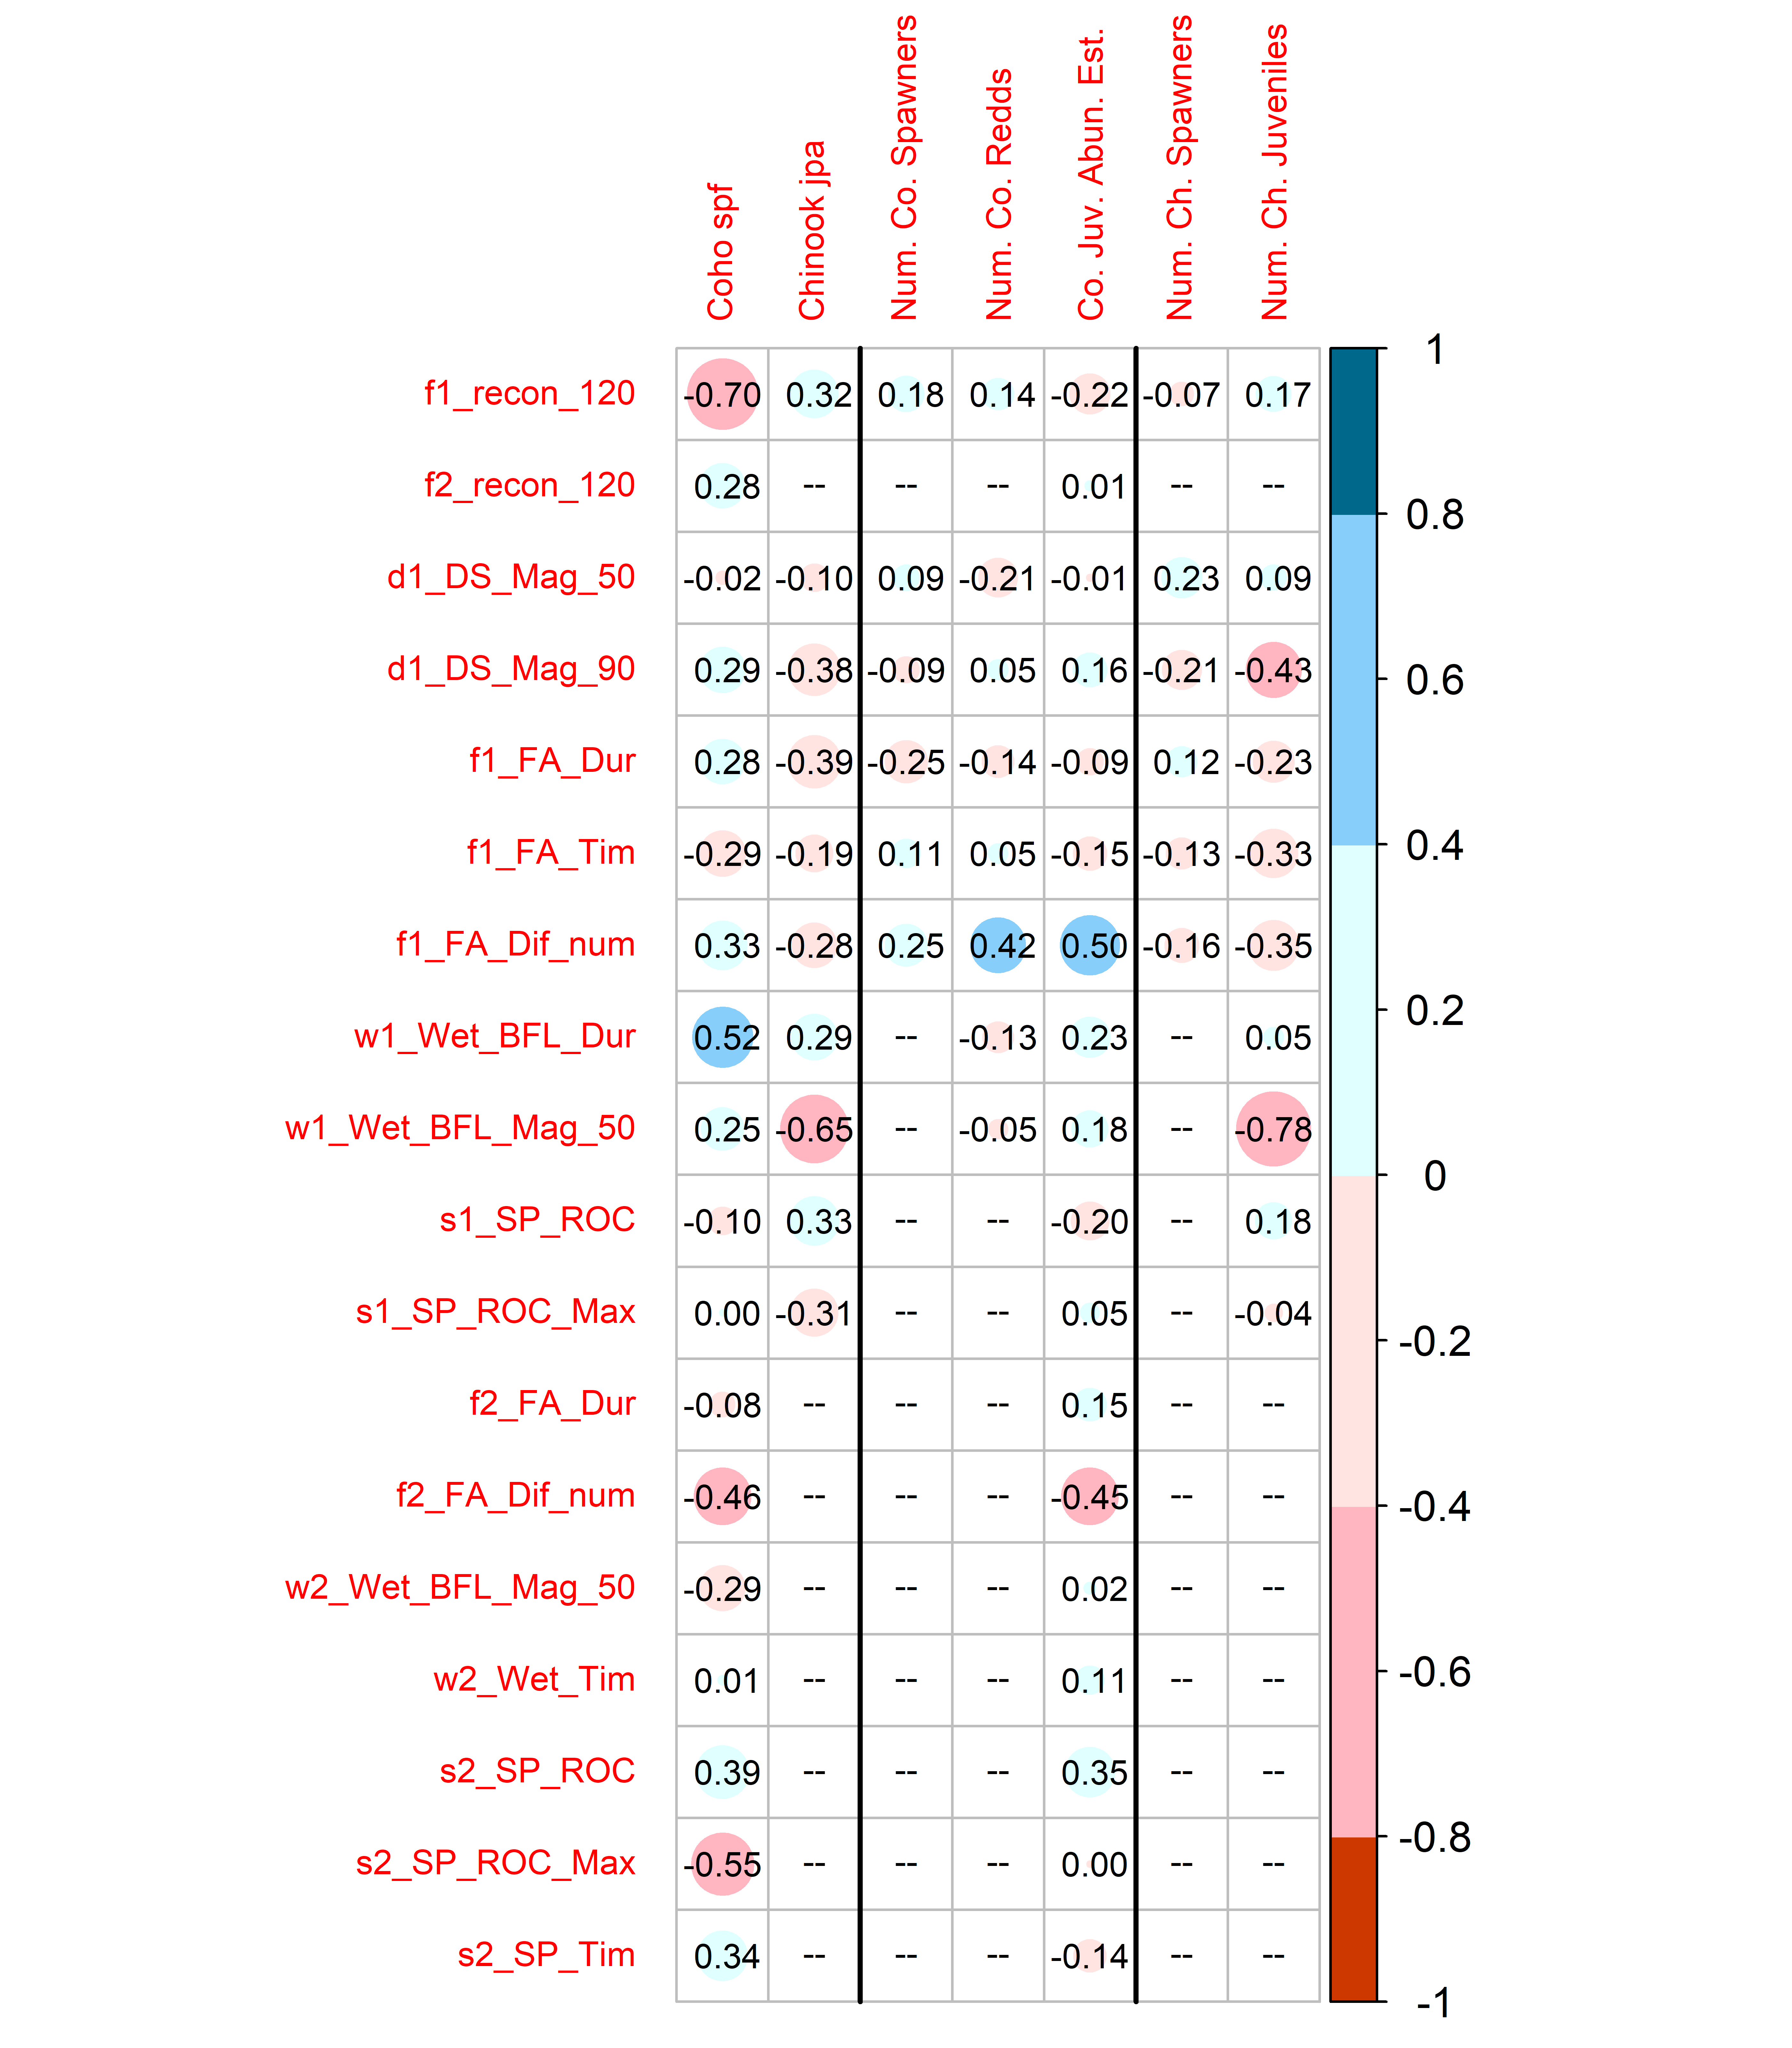 Coho spf
Chinook jpa
Num. Co. Spawners
Num. Co. Redds
Co. Juv. Abun. Est.
Num. Ch. Spawners
Num. Ch. Juveniles
f1_recon_120 -0.70 0.32 0.18 0.14 -0.22 -0.07 0.17
f2_recon_120 0.28 -- -- -- 0.01 -- --
d1_DS_Mag_50 -0.02 -0.10 0.09 -0.21 -0.01 0.23 0.09
d1_DS_Mag_90 0.29 -0.38 -0.09 0.05 0.16 -0.21 -0.43
f1_FA_Dur 0.28 -0.39 -0.25 -0.14 -0.09 0.12 -0.23
f1_FA_Tim -0.29 -0.19 0.11 0.05 -0.15 -0.13 -0.33
f1_FA_Dif_num 0.33 -0.28 0.25 0.42 0.50 -0.16 -0.35
w1_Wet_BFL_Dur 0.52 0.29 -- -0.13 0.23 -- 0.05
w1_Wet_BFL_Mag_50 0.25 -0.65 -- -0.05 0.18 -- -0.78
s1_SP_ROC -0.10 0.33 -- -- -0.20 -- 0.18
s1_SP_ROC_Max 0.00 -0.31 -- -- 0.05 -- -0.04
f2_FA_Dur -0.08 -- -- -- 0.15 -- --
f2_FA_Dif_num -0.46 -- -- -- -0.45 -- --
w2_Wet_BFL_Mag_50 -0.29 -- -- -- 0.02 -- --
w2_Wet_Tim 0.01 -- -- -- 0.11 -- --
s2_SP_ROC 0.39 -- -- -- 0.35 -- --
s2_SP_ROC_Max -0.55 -- -- -- 0.00 -- --
s2_SP_Tim 0.34 -- -- -- -0.14 -- --
1
0.8
0.6
0.4
0.2
0
-0.2
-0.4
-0.6
-0.8
-1